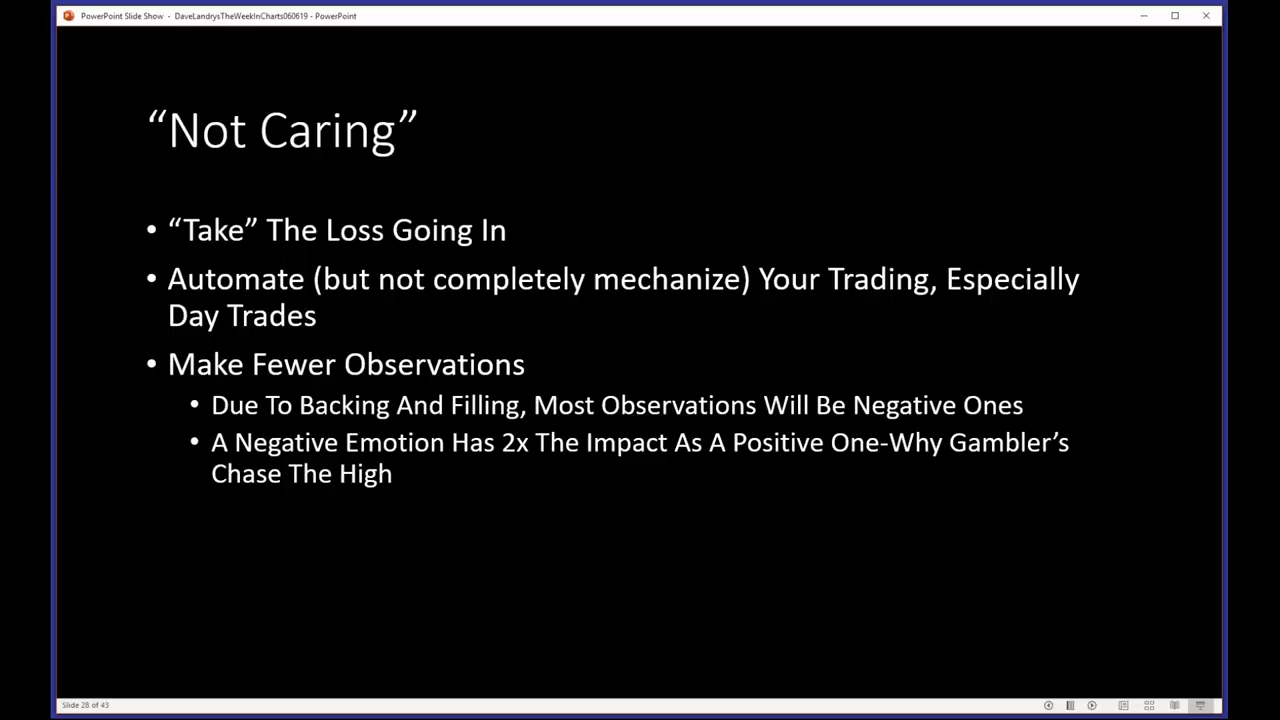 PowerPoint Slide Show - DaveLandrysTheWeekInCharts060619 - PowerPoint
“Not Caring”
• “Take” The Loss Going In
• Automate (but not completely mechanize) Your Trading, Especially
Day Trades
• Make Fewer Observations
• Due To Backing And Filling, Most Observations Will Be Negative Ones
• A Negative Emotion Has 2x The Impact As A Positive One-Why Gambler’s
Chase The High
Slide 28 of 43